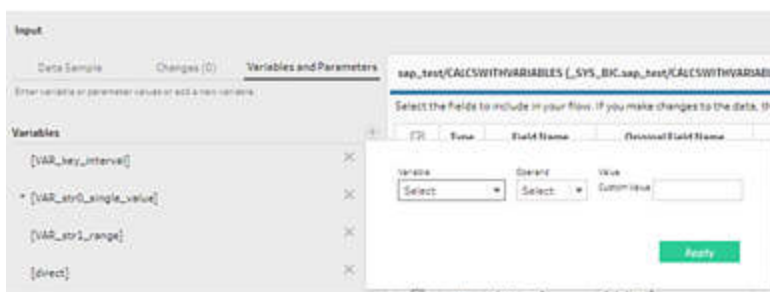 Input
Data Sample Changes (0) Variables and Parameters
Enter variable or parameter values or add a new variable.
sap_test/CALCSWITHVARIABLES (_SYS_BIC.sap_test/CALCSWITHVARIABL
Select the fields to include in your flow. If you make changes to the data, th
Variables
Type Field Name Original Field Name
[VAR_key_interval]
* [VAR_str0_single_value]
[VAR_str1_range]
[direct]
Variable Operand Value
Select Select Custom Value
Apply